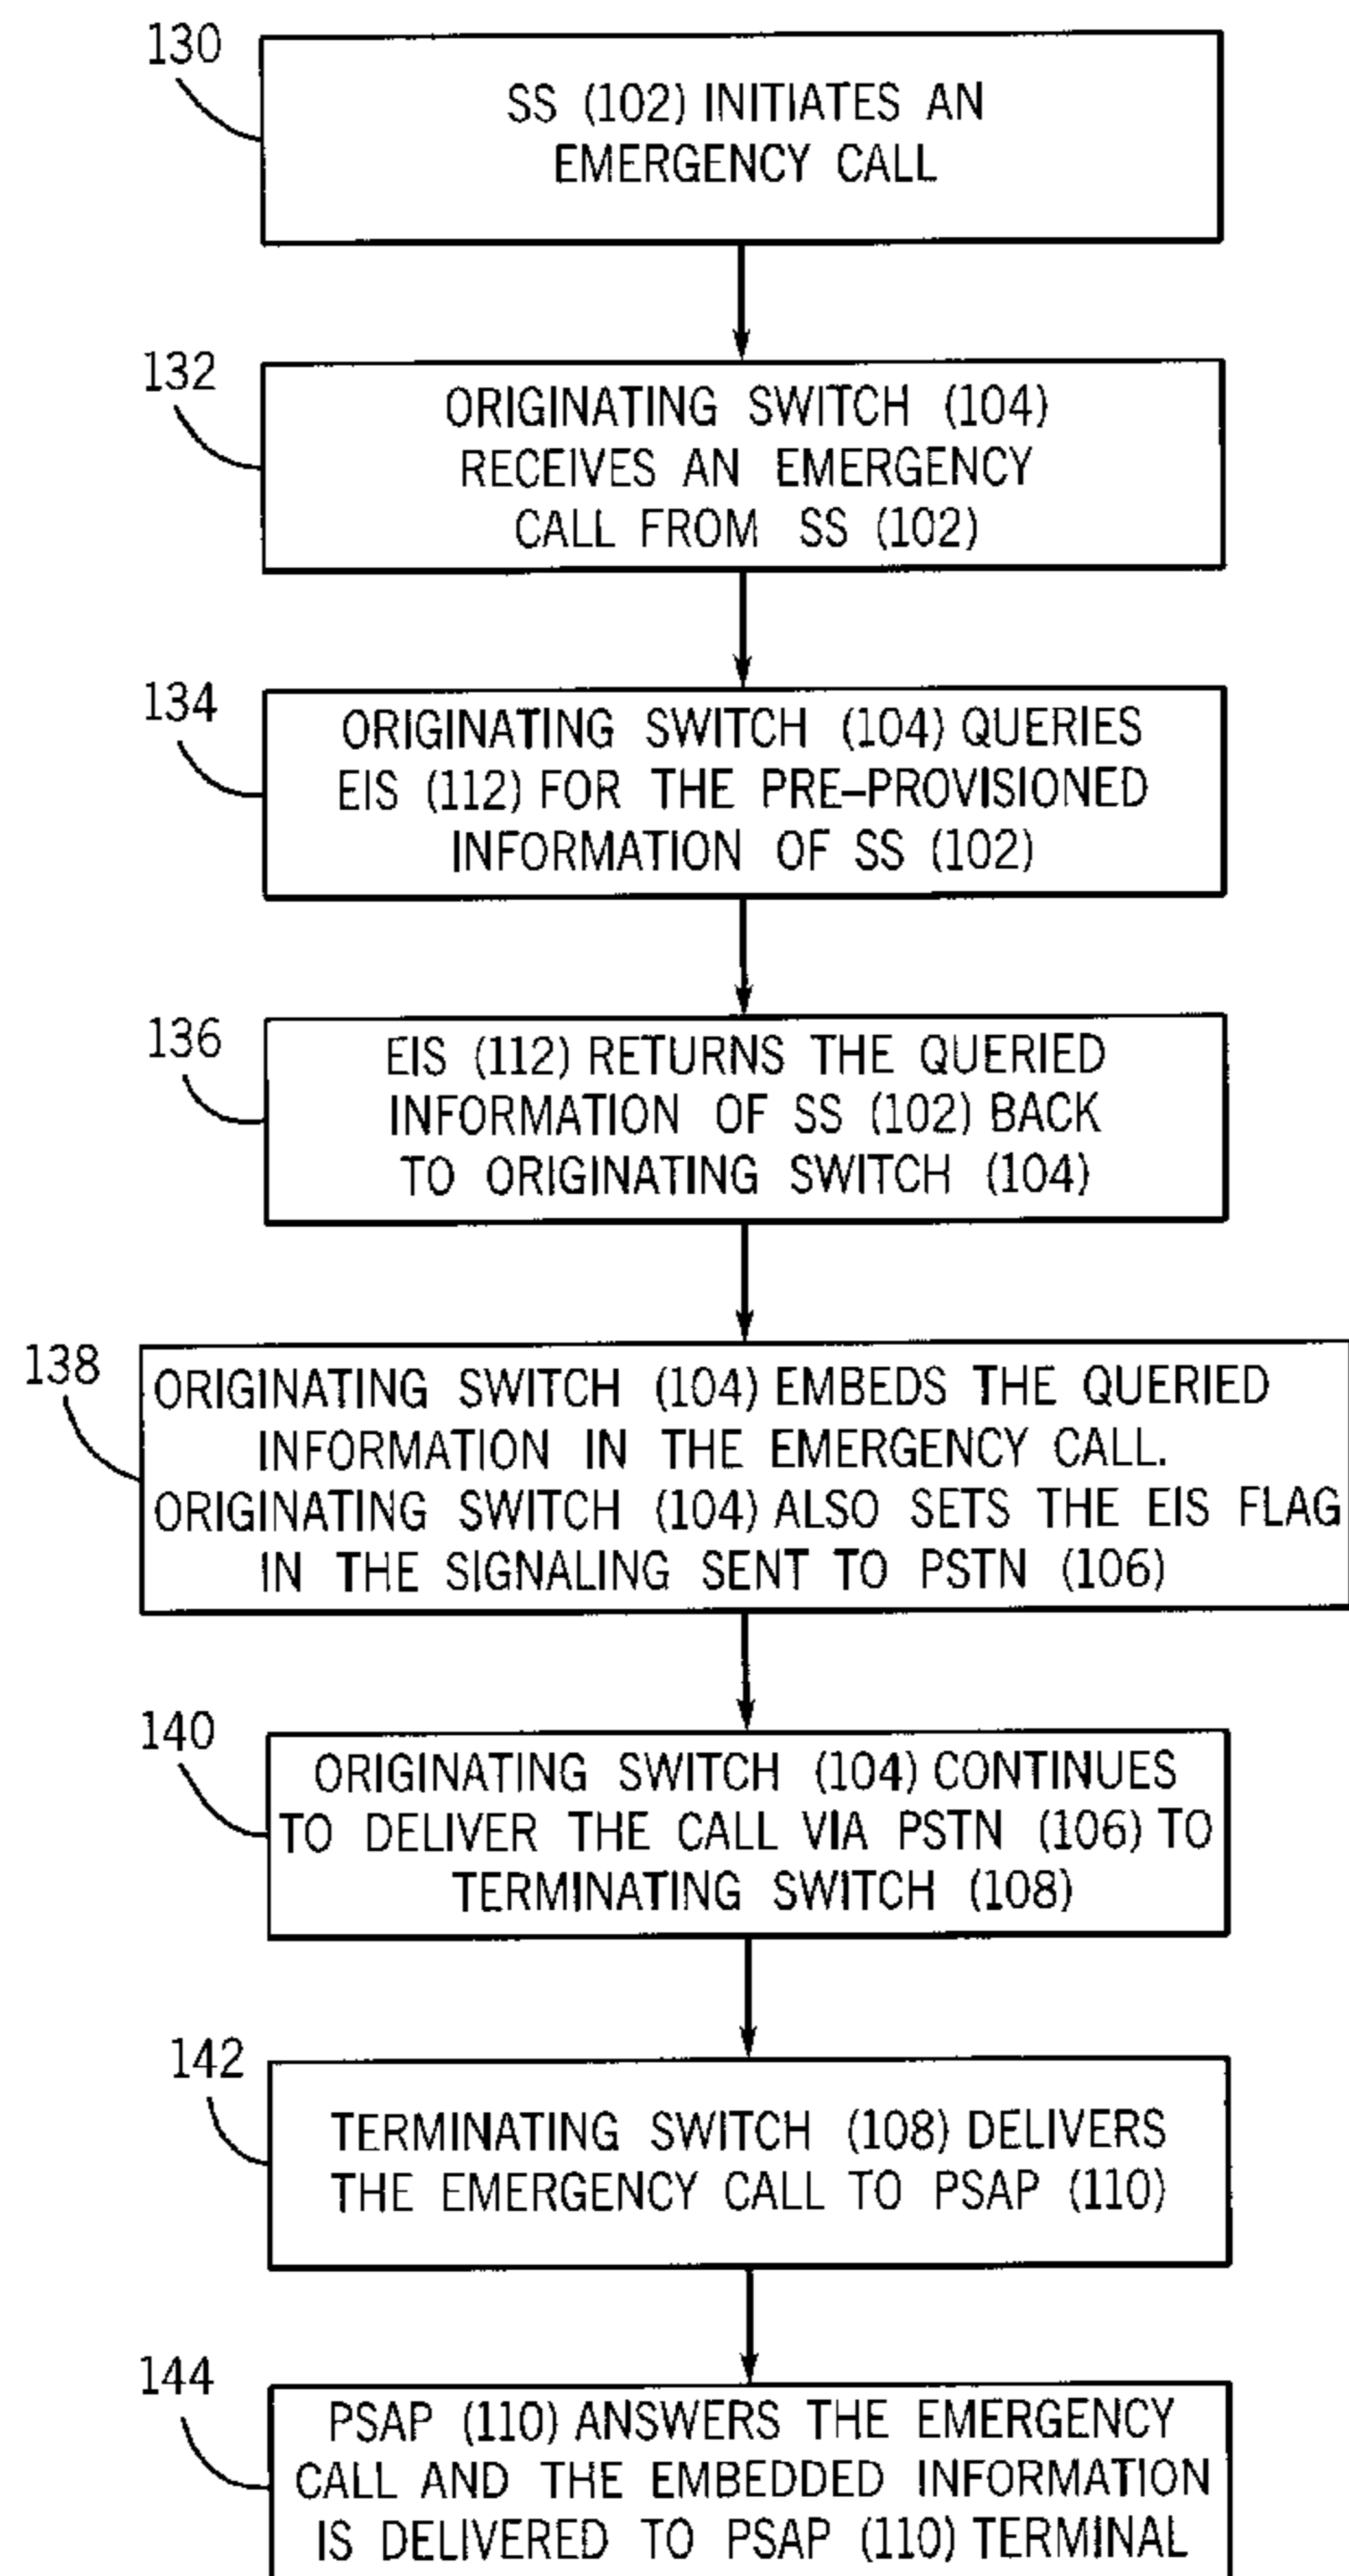 130
SS (102) INITIATES AN
EMERGENCY CALL
132
ORIGINATING SWITCH (104)
RECEIVES AN EMERGENCY
CALL FROM SS (102)
134
ORIGINATING SWITCH (104) QUERIES
EIS (112) FOR THE PRE-PROVISIONED
INFORMATION OF SS (102)
136
EIS (112) RETURNS THE QUERIED
INFORMATION OF SS (102) BACK
TO ORIGINATING SWITCH (104)
138
ORIGINATING SWITCH (104) EMBEDS THE QUERIED
INFORMATION IN THE EMERGENCY CALL.
ORIGINATING SWITCH (104) ALSO SETS THE EIS FLAG
IN THE SIGNALING SENT TO PSTN (106)
140
ORIGINATING SWITCH (104) CONTINUES
TO DELIVER THE CALL VIA PSTN (106) TO
TERMINATING SWITCH (108)
142
TERMINATING SWITCH (108) DELIVERS
THE EMERGENCY CALL TO PSAP (110)
144
PSAP (110) ANSWERS THE EMERGENCY
CALL AND THE EMBEDDED INFORMATION
IS DELIVERED TO PSAP (110) TERMINAL